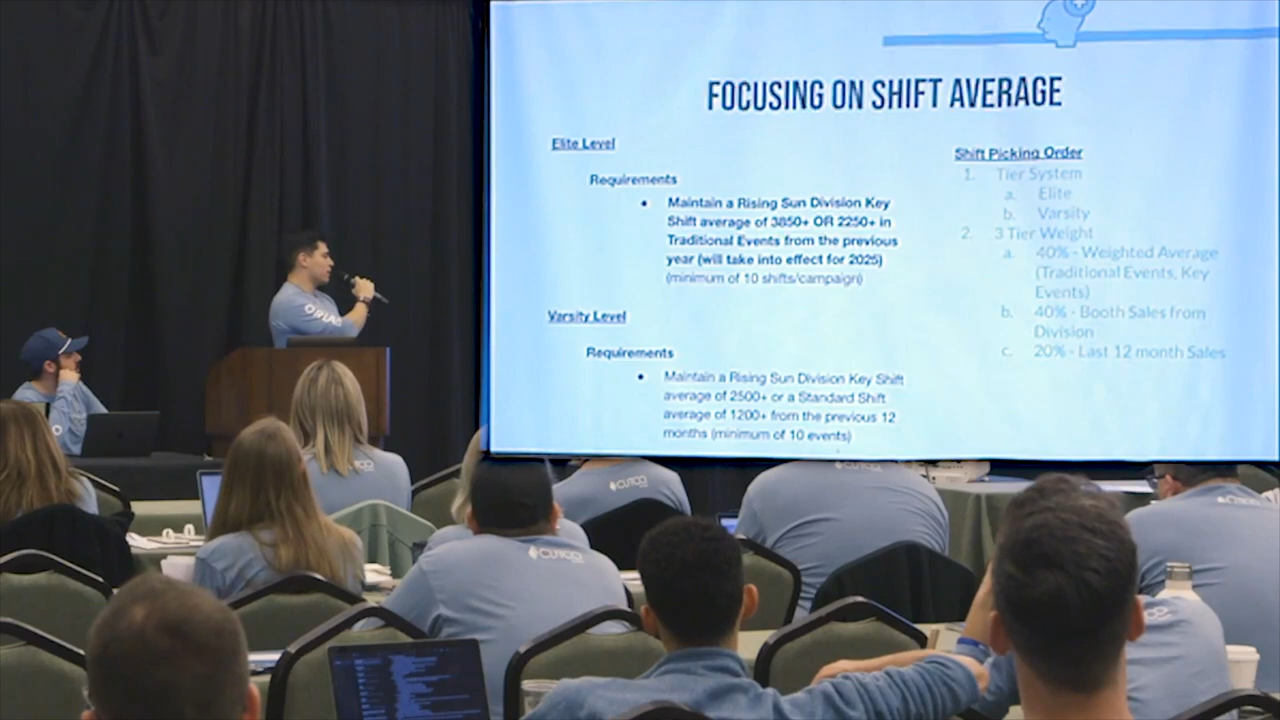 FOCUSING ON SHIFT AVERAGE
Elite Level
Requirements
• Maintain a Rising Sun Division Key
Shift average of 3850+ OR 2250+ in
Traditional Events from the previous
year (will take into effect for 2025)
(minimum of 10 shifts/campaign)
Varsity Level
Requirements
• Maintain a Rising Sun Division Key Shift
average of 2500+ or a Standard Shift
average of 1200+ from the previous 12
months (minimum of 10 events)
Shift Picking Order
1. Tier System
a. Elite
b. Varsity
2. 3 Tier Weight
a. 40% - Weighted Average
(Traditional Events, Key
Events)
b. 40% - Booth Sales from
Division
c. 20% - Last 12 month Sales
CUTCO
CUTCO